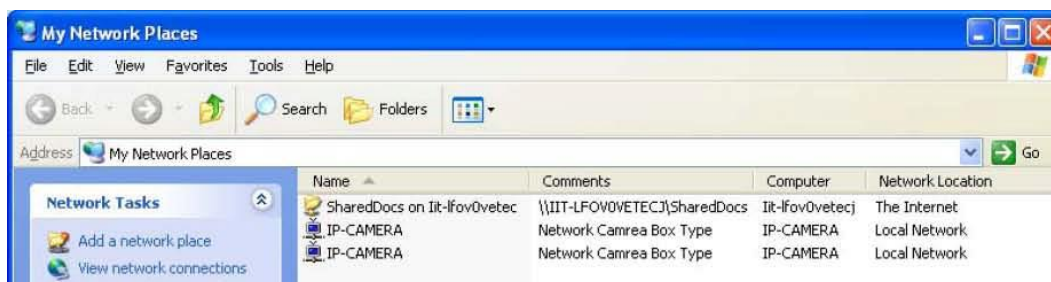 My Network Places
File Edit View Favorites Tools Help
Back Search Folders
Address My Network Places Go
Name Comments Computer Network Location
Network Tasks
SharedDocs on Iit-lfov0vetec \\IIT-LFOV0VETECJ\SharedDocs Iit-lfov0vetecj The Internet
Add a network place
IP-CAMERA Network Camrea Box Type IP-CAMERA Local Network
View network connections
IP-CAMERA Network Camrea Box Type IP-CAMERA Local Network